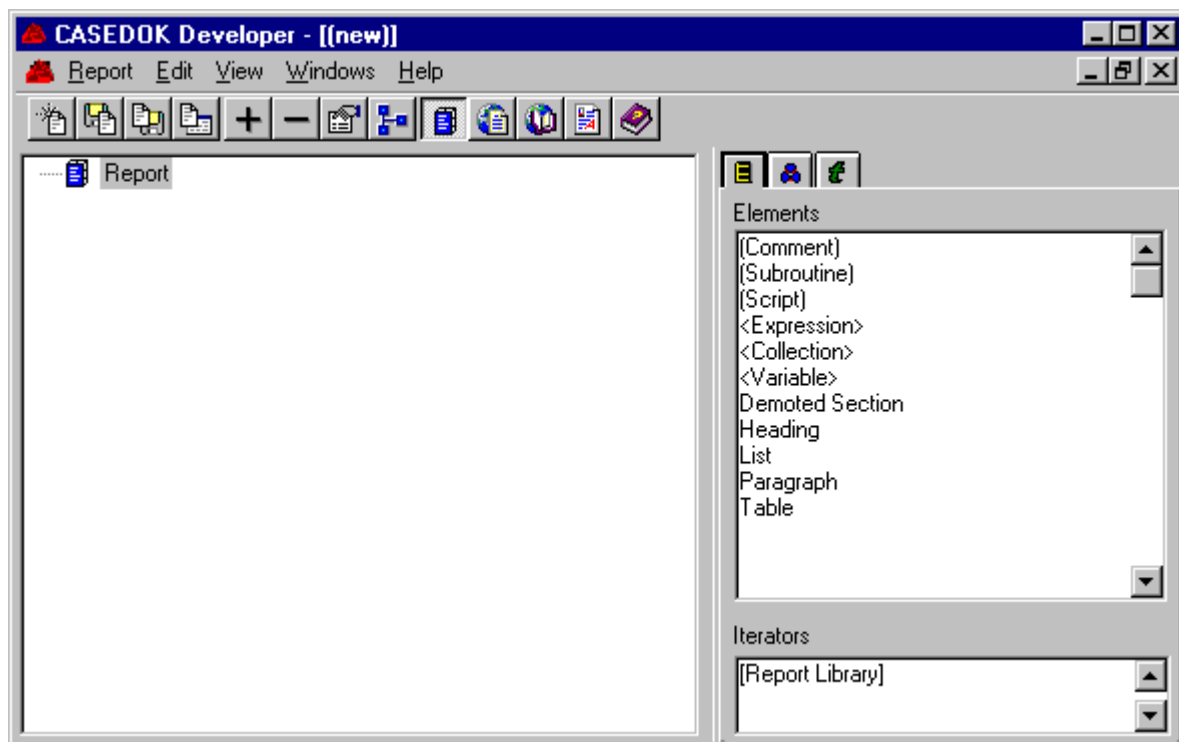 CASEDOK Developer - [(new)]
Report Edit View Windows Help
Report
Elements
(Comment)
(Subroutine)
(Script)
<Expression>
<Collection>
<Variable>
Demoted Section
Heading
List
Paragraph
Table
Iterators
[Report Library]